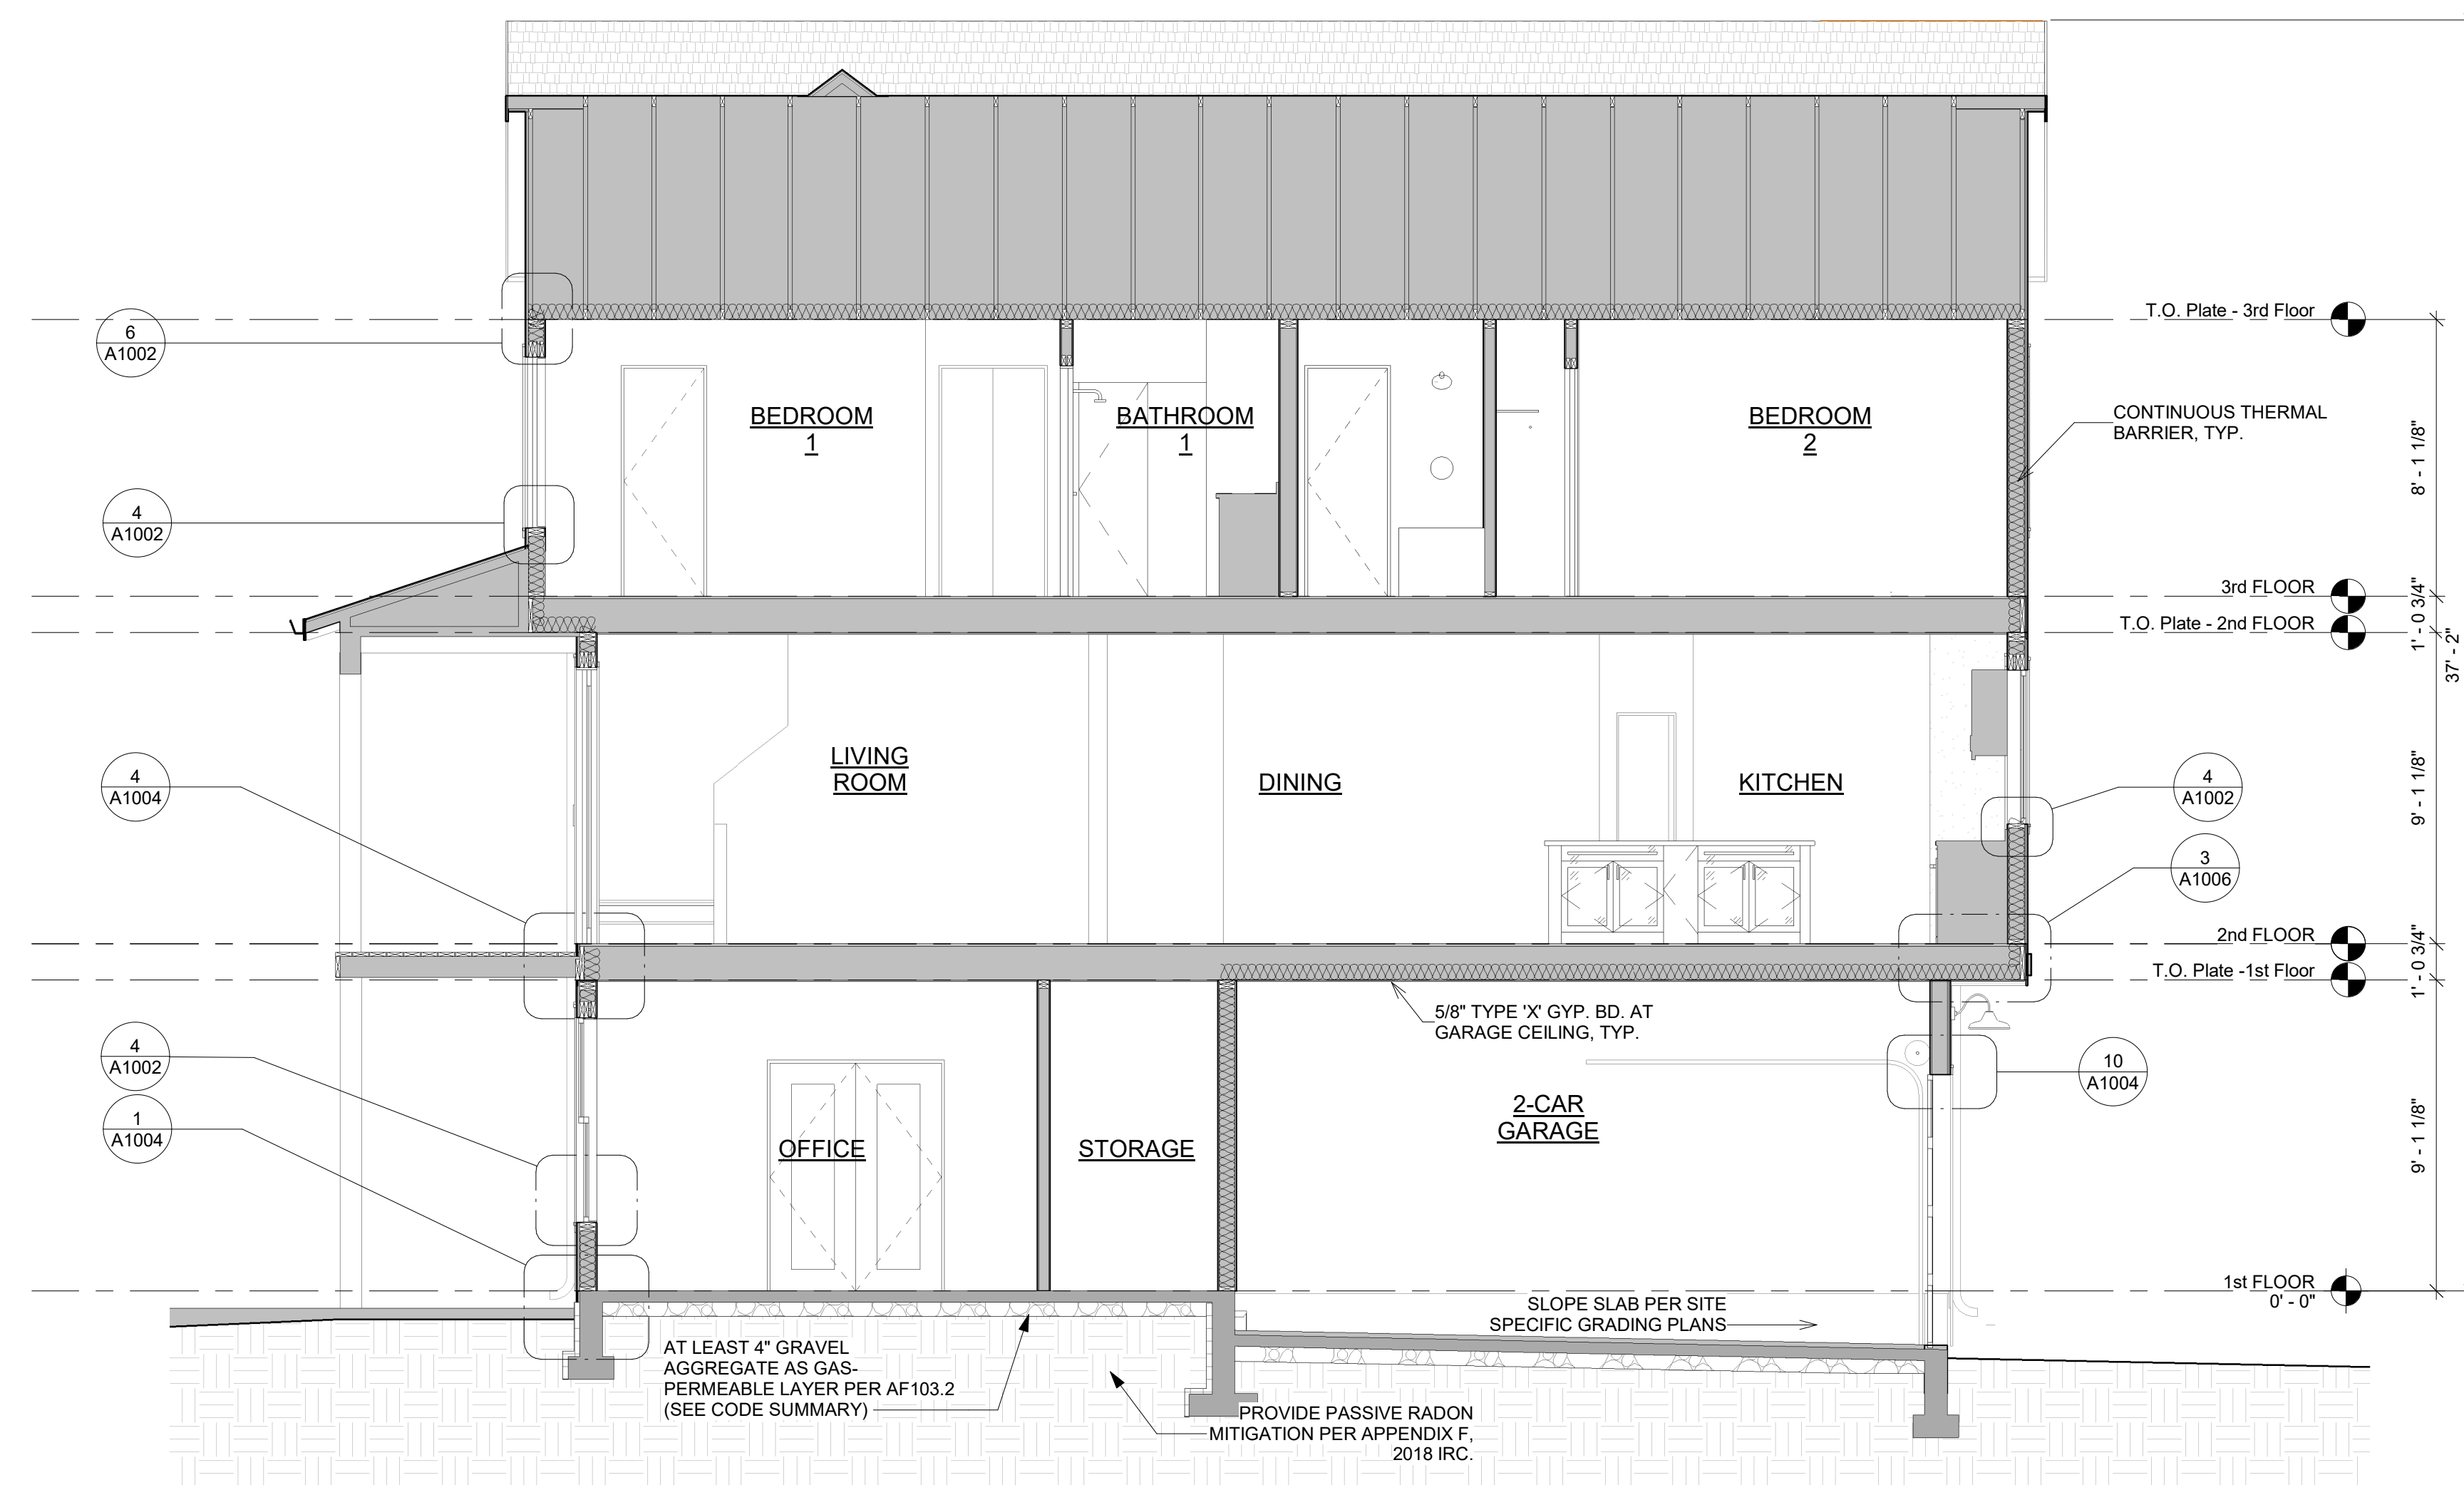 T.O. Plate - 3rd Floor
6
A1002
BEDROOM
1
BATHROOM
1
BEDROOM
2
CONTINUOUS THERMAL
BARRIER, TYP.
8' - 1 1/8"
4
A1002
3rd FLOOR
1' - 0 3/4"
T.O. Plate - 2nd FLOOR
37' - 2"
LIVING
ROOM
DINING
KITCHEN
4
A1004
4
A1002
9' - 1 1/8"
3
A1006
2nd FLOOR
1' - 0 3/4"
T.O. Plate -1st Floor
5/8" TYPE 'X' GYP. BD. AT
GARAGE CEILING, TYP.
4
A1002
10
A1004
2-CAR
GARAGE
1
A1004
OFFICE
STORAGE
9' - 1 1/8"
1st FLOOR
0' - 0"
SLOPE SLAB PER SITE
SPECIFIC GRADING PLANS
AT LEAST 4" GRAVEL
AGGREGATE AS GAS-
PERMEABLE LAYER PER AF103.2
(SEE CODE SUMMARY)
PROVIDE PASSIVE RADON
MITIGATION PER APPENDIX F,
2018 IRC.